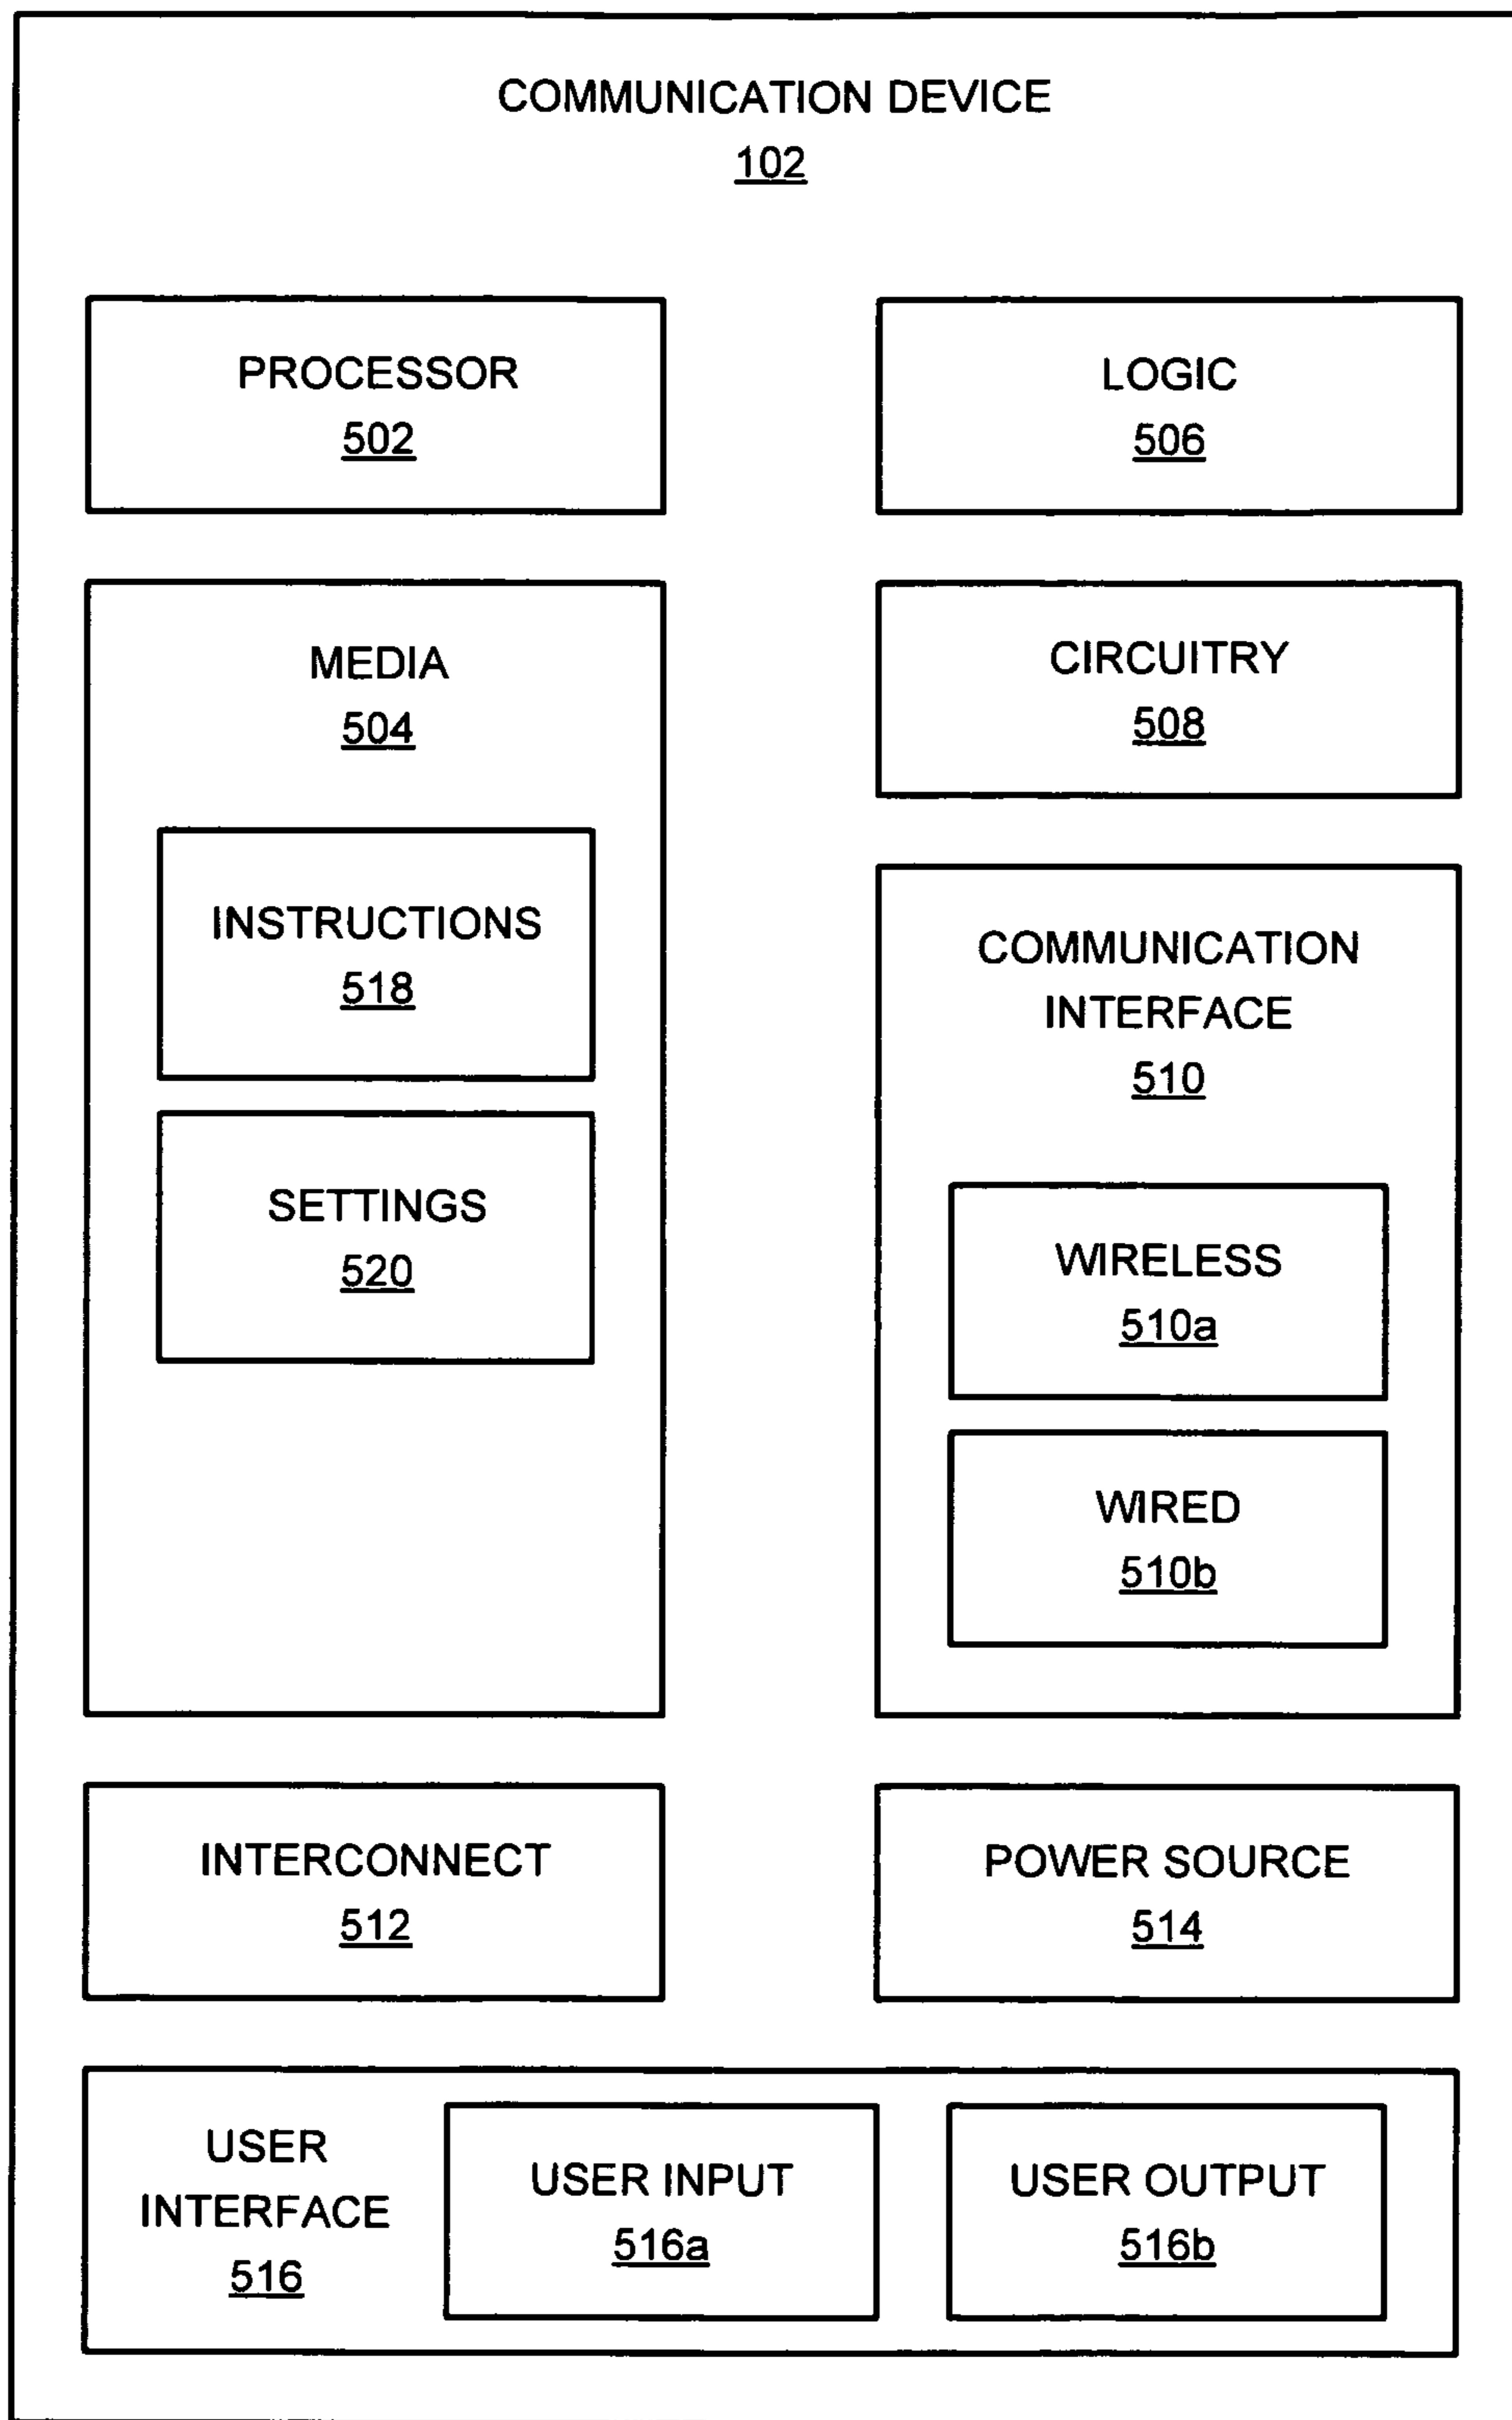 COMMUNICATION DEVICE
102
PROCESSOR
502
LOGIC
506
MEDIA
504
INSTRUCTIONS
518
SETTINGS
520
CIRCUITRY
508
COMMUNICATION
INTERFACE
510
WIRELESS
510a
WIRED
510b
INTERCONNECT
512
POWER SOURCE
514
USER
INTERFACE
516
USER INPUT
516a
USER OUTPUT
516b